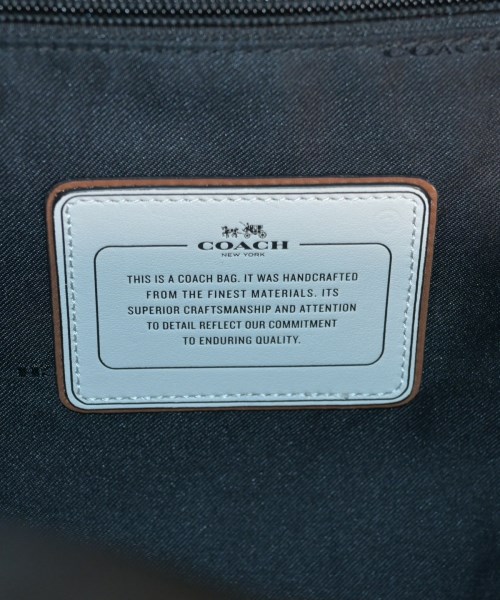 COACH
COACH
NEW YORK
THIS IS A COACH BAG. IT WAS HANDCRAFTED
FROM THE FINEST MATERIALS. ITS
SUPERIOR CRAFTSMANSHIP AND ATTENTION
TO DETAIL REFLECT OUR COMMITMENT
TO ENDURING QUALITY.